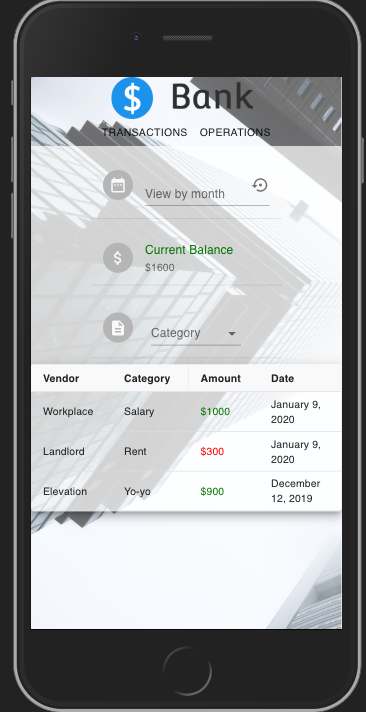 $ Bank
TRANSACTIONS OPERATIONS
View by month
$
Current Balance
$1600
Category
Vendor Category Amount Date
Workplace Salary $1000 January 9,
2020
Landlord Rent $300 January 9,
2020
Elevation Yo-yo $900 December
12, 2019